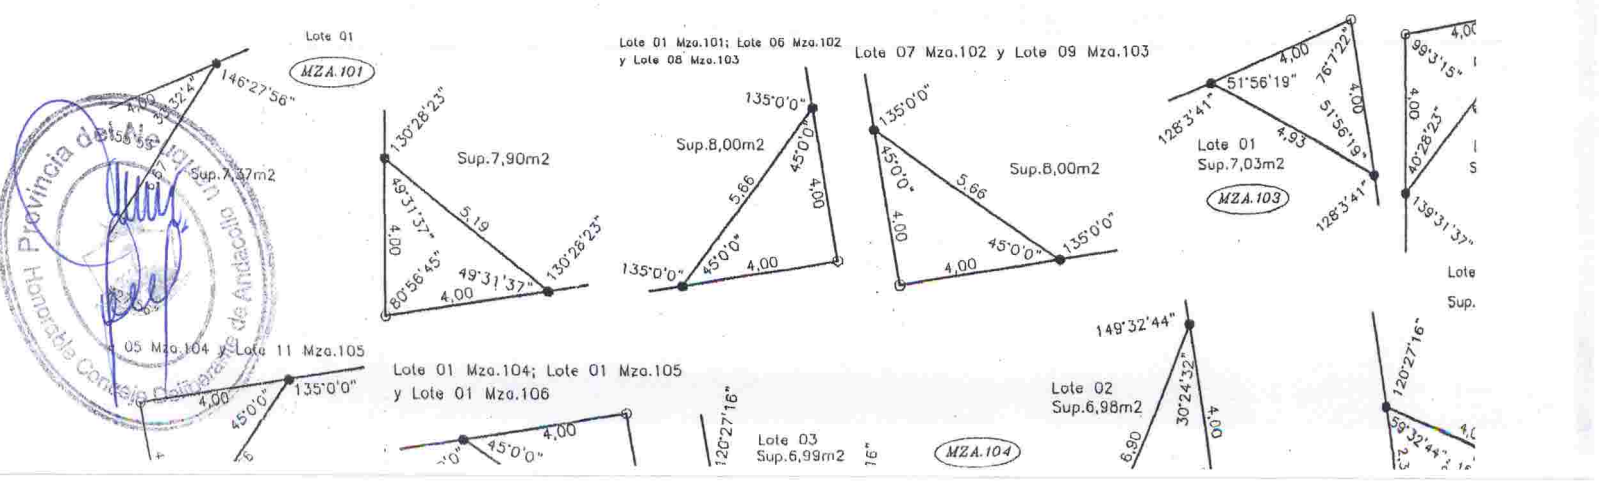 Lote 01
MZA.101
146°27'56"
4,00
Sup.7,37m2
Provincia del Neuquen
Honorable Concejo Deliberante de Andacollo
130°28'23"
Sup.7,90m2
49°31'37"
5.19
4.00
80°56'45"
49°31'37"
4,00
130°28'23"
Lote 01 Mza.101; Lote 06 Mza.102
y Lote 08 Mza.103
135°0'0"
Sup.8,00m2
45°0'0"
5.66
4.00
135°0'0"
45°0'0"
4,00
Lote 07 Mza.102 y Lote 09 Mza.103
135°0'0"
45°0'0"
5.66
Sup.8,00m2
4.00
45°0'0"
135°0'0"
4,00
4,00
76°7'22"
51°56'19"
128°3'41"
4,00
51°56'19"
4.93
Lote 01
Sup.7,03m2
MZA.103
128°3'41"
4,00
99°3'15"
4.00
40°28'23"
139°31'37"
Lote
Sup.
05 Mza.104 y Lote 11 Mza.105
4,00
135°0'0"
45°0'0"
Lote 01 Mza.104; Lote 01 Mza.105
y Lote 01 Mza.106
4,00
45°0'0"
120°27'16"
Lote 03
Sup.6,99m2
16"
MZA.104
149°32'44"
Lote 02
Sup.6,98m2
30°24'32"
6.90
4.00
120°27'16"
59°32'44"